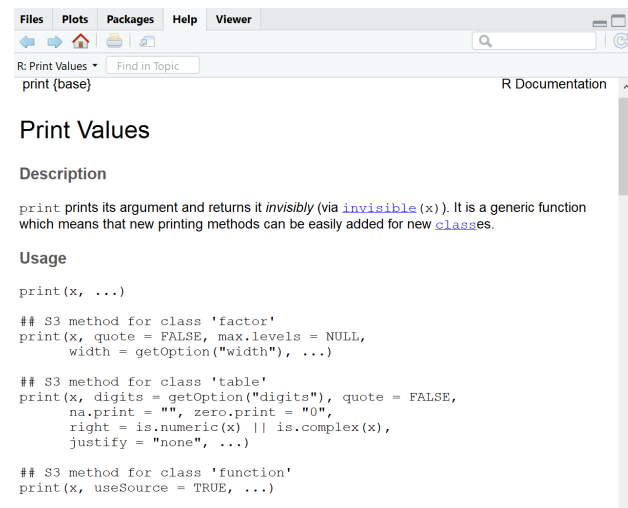 Files Plots Packages Help Viewer
R: Print Values Find in Topic
print {base} R Documentation
Print Values
Description
print prints its argument and returns it invisibly (via invisible(x)). It is a generic function
which means that new printing methods can be easily added for new classes.
Usage
print(x, ...)
## S3 method for class 'factor'
print(x, quote = FALSE, max.levels = NULL,
      width = getOption("width"), ...)
## S3 method for class 'table'
print(x, digits = getOption("digits"), quote = FALSE,
      na.print = "", zero.print = "0",
      right = is.numeric(x) || is.complex(x),
      justify = "none", ...)
## S3 method for class 'function'
print(x, useSource = TRUE, ...)